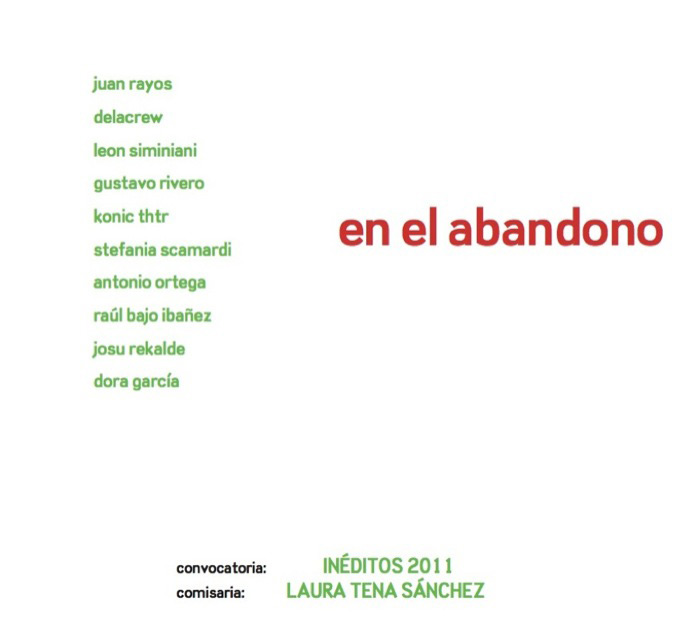 juan rayos
delacrew
leon siminiani
gustavo rivero
konic thtr
stefania scamardi
antonio ortega
raúl bajo ibañez
josu rekalde
dora garcía
en el abandono
convocatoria: INÉDITOS 2011
comisaria: LAURA TENA SÁNCHEZ